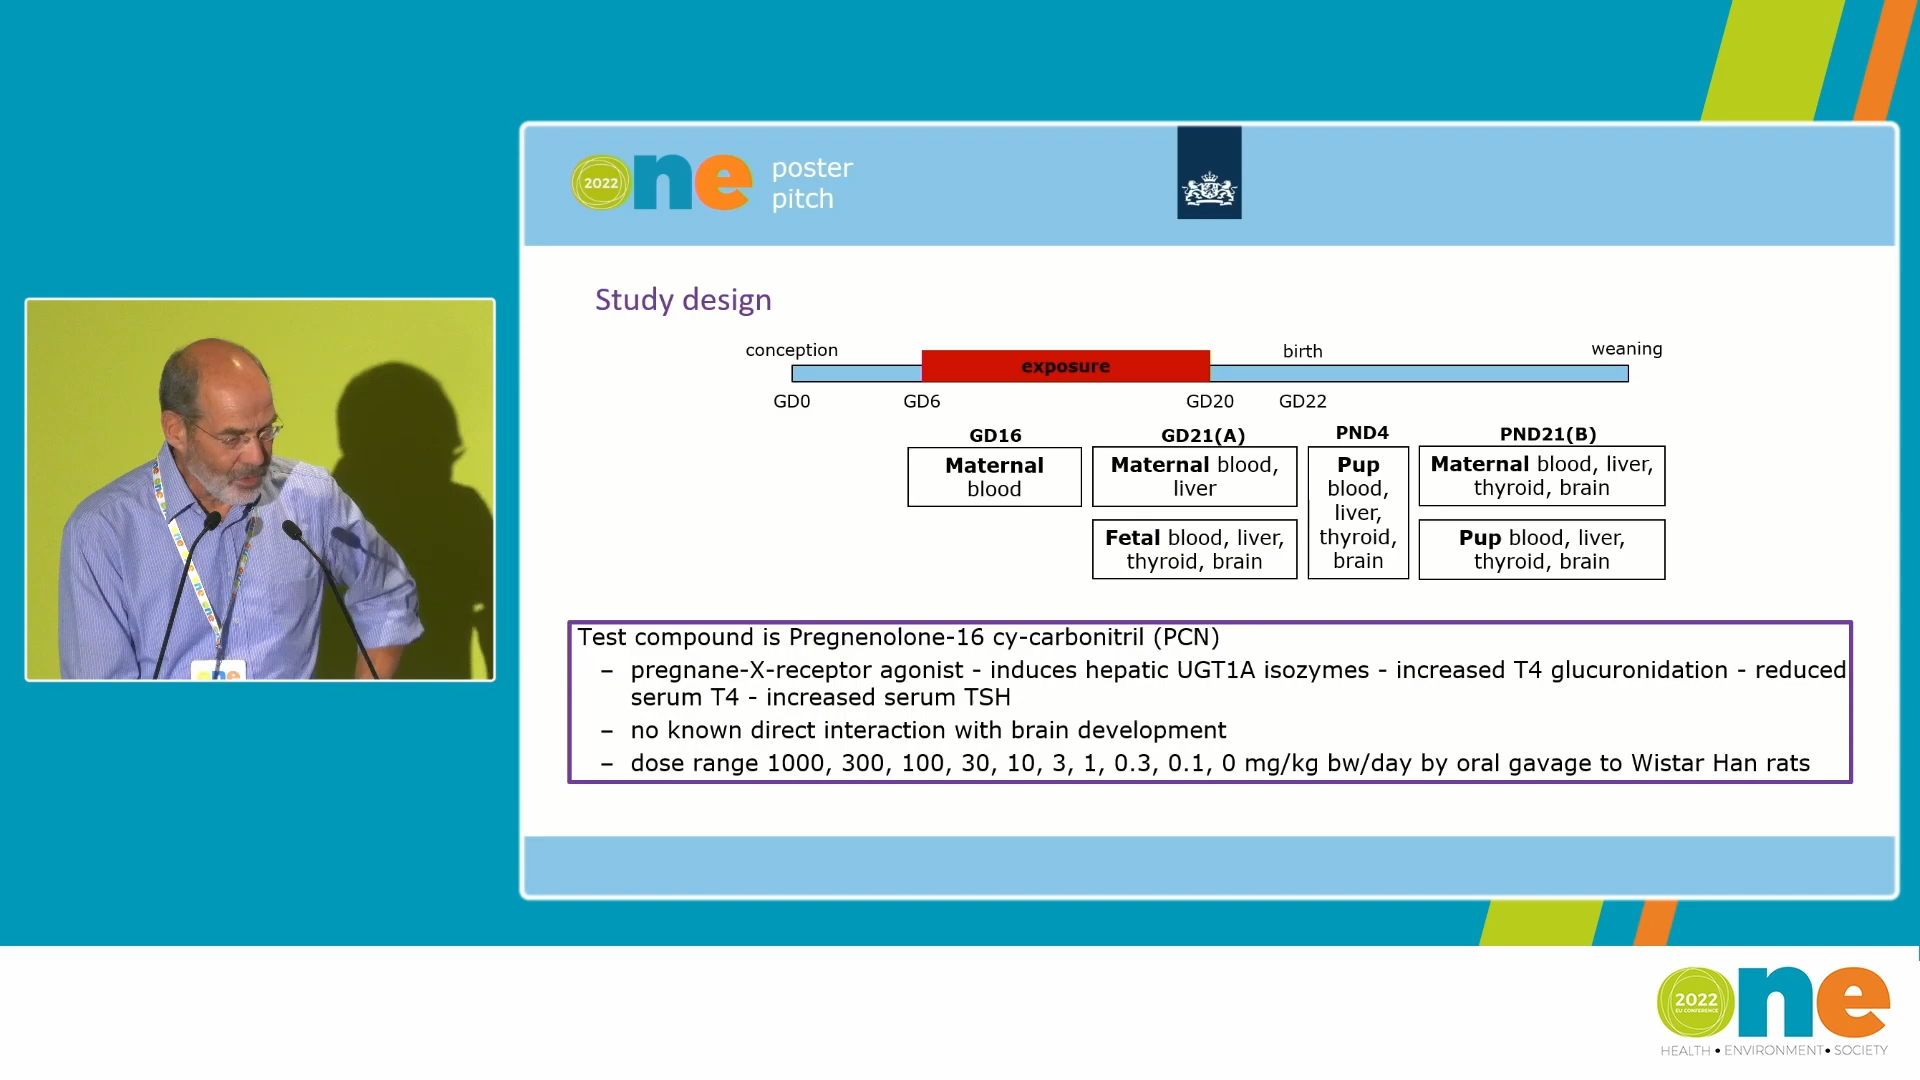 2022 one
poster
pitch
Study design
conception
exposure
birth
weaning
GD0
GD6
GD20
GD22
GD16
Maternal
blood
GD21(A)
Maternal blood,
liver
Fetal blood, liver,
thyroid, brain
PND4
Pup
blood,
liver,
thyroid,
brain
PND21(B)
Maternal blood, liver,
thyroid, brain
Pup blood, liver,
thyroid, brain
Test compound is Pregnenolone-16 cy-carbonitril (PCN)
– pregnane-X-receptor agonist - induces hepatic UGT1A isozymes - increased T4 glucuronidation - reduced
serum T4 - increased serum TSH
– no known direct interaction with brain development
– dose range 1000, 300, 100, 30, 10, 3, 1, 0.3, 0.1, 0 mg/kg bw/day by oral gavage to Wistar Han rats
one
2022
EU CONFERENCE
HEALTH • ENVIRONMENT • SOCIETY